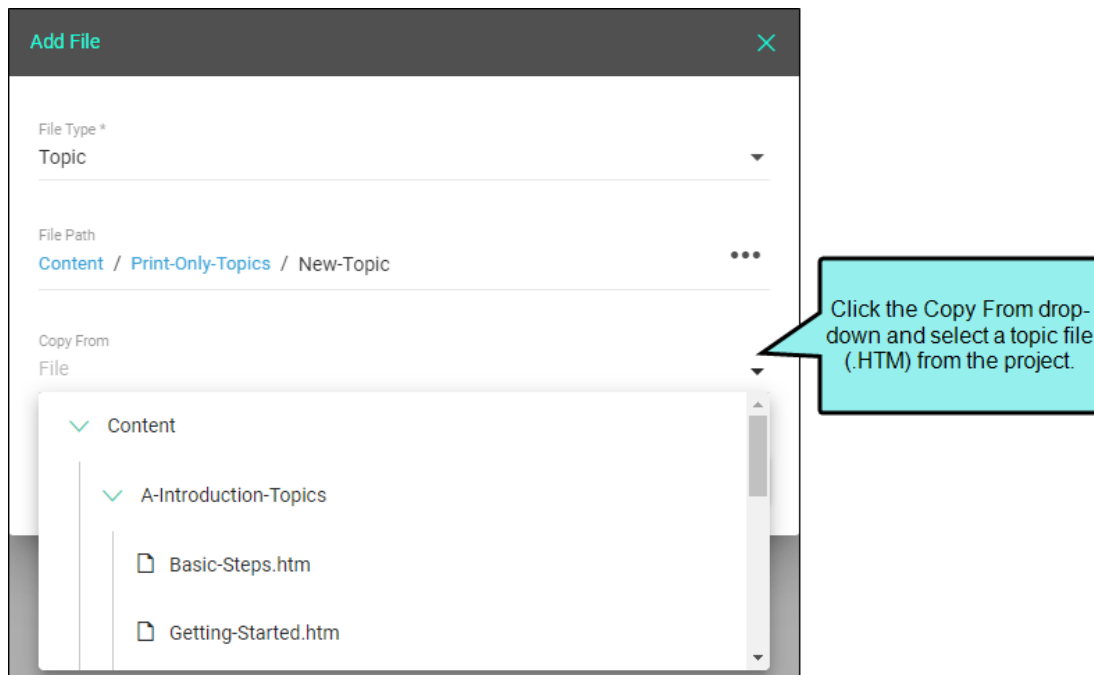 Add File
File Type *
Topic
File Path
Content / Print-Only-Topics / New-Topic
Copy From
File
Content
A-Introduction-Topics
Basic-Steps.htm
Getting-Started.htm
Click the Copy From drop-
down and select a topic file
(.HTM) from the project.